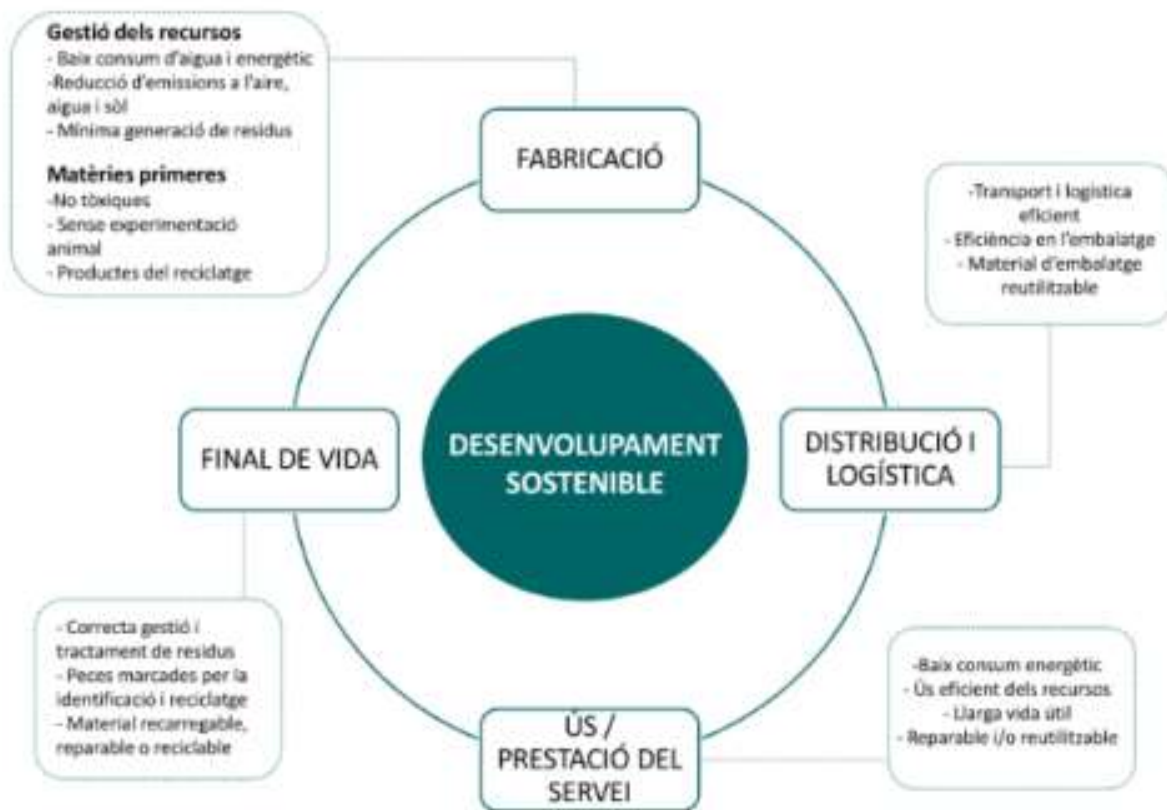 Gestió dels recursos
- Baix consum d'aigua i energètic
-Reducció d'emissions a l'aire,
aigua i sòl
- Mínima generació de residus
Matèries primeres
-No tòxiques
- Sense experimentació
animal
- Productes del reciclatge
FABRICACIÓ
-Transport i logística
eficient
- Eficiència en l'embalatge
- Material d'embalatge
reutilitzable
DISTRIBUCIÓ I
LOGÍSTICA
DESENVOLUPAMENT
SOSTENIBLE
FINAL DE VIDA
- Correcta gestió i
tractament de residus
- Peces marcades per la
identificació i reciclatge
- Material recarregable,
reparable o reciclable
ÚS /
PRESTACIÓ DEL
SERVEI
-Baix consum energètic
- Ús eficient dels recursos
- Llarga vida útil
- Reparable i/o reutilitzable